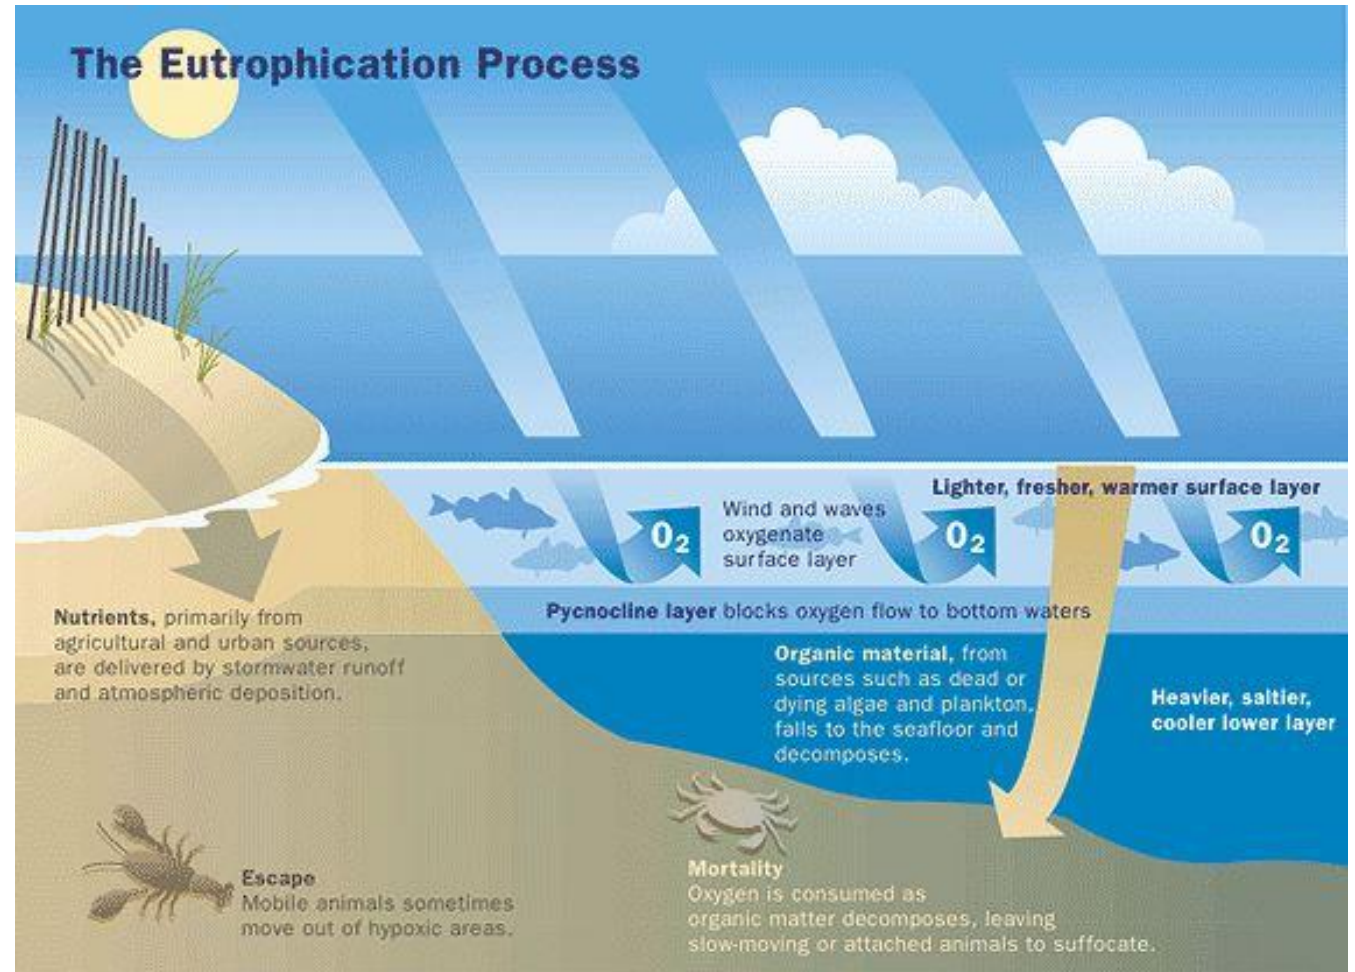 The Eutrophication Process
Lighter, fresher, warmer surface layer
Wind and waves
oxygenate
surface layer
O2
O2
O2
Pycnocline layer blocks oxygen flow to bottom waters
Nutrients, primarily from
agricultural and urban sources,
are delivered by stormwater runoff
and atmospheric deposition.
Organic material, from
sources such as dead or
dying algae and plankton,
falls to the seafloor and
decomposes.
Heavier, saltier,
cooler lower layer
Escape
Mobile animals sometimes
move out of hypoxic areas.
Mortality
Oxygen is consumed as
organic matter decomposes, leaving
slow-moving or attached animals to suffocate.